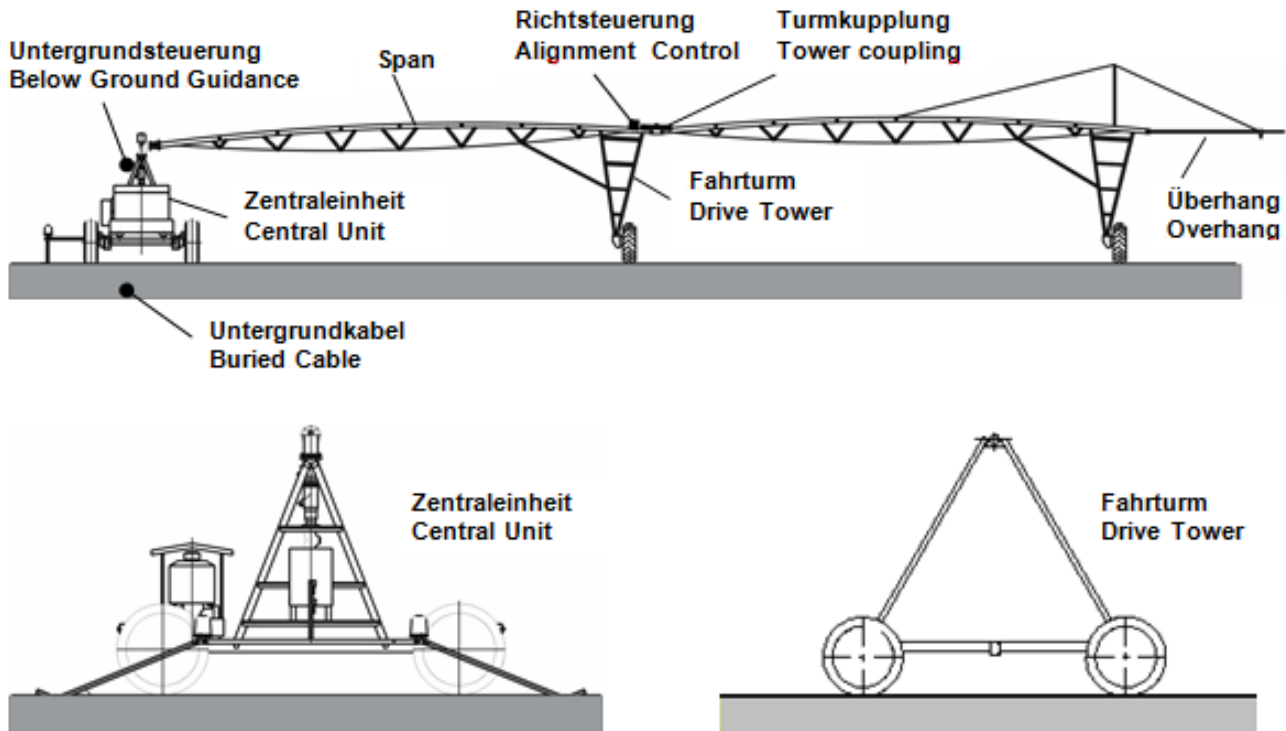 Untergrundsteuerung
Below Ground Guidance
Span
Richtsteuerung
Alignment Control
Turmkupplung
Tower coupling
Zentraleinheit
Central Unit
Fahrturm
Drive Tower
Überhang
Overhang
Untergrundkabel
Buried Cable
Zentraleinheit
Central Unit
Fahrturm
Drive Tower